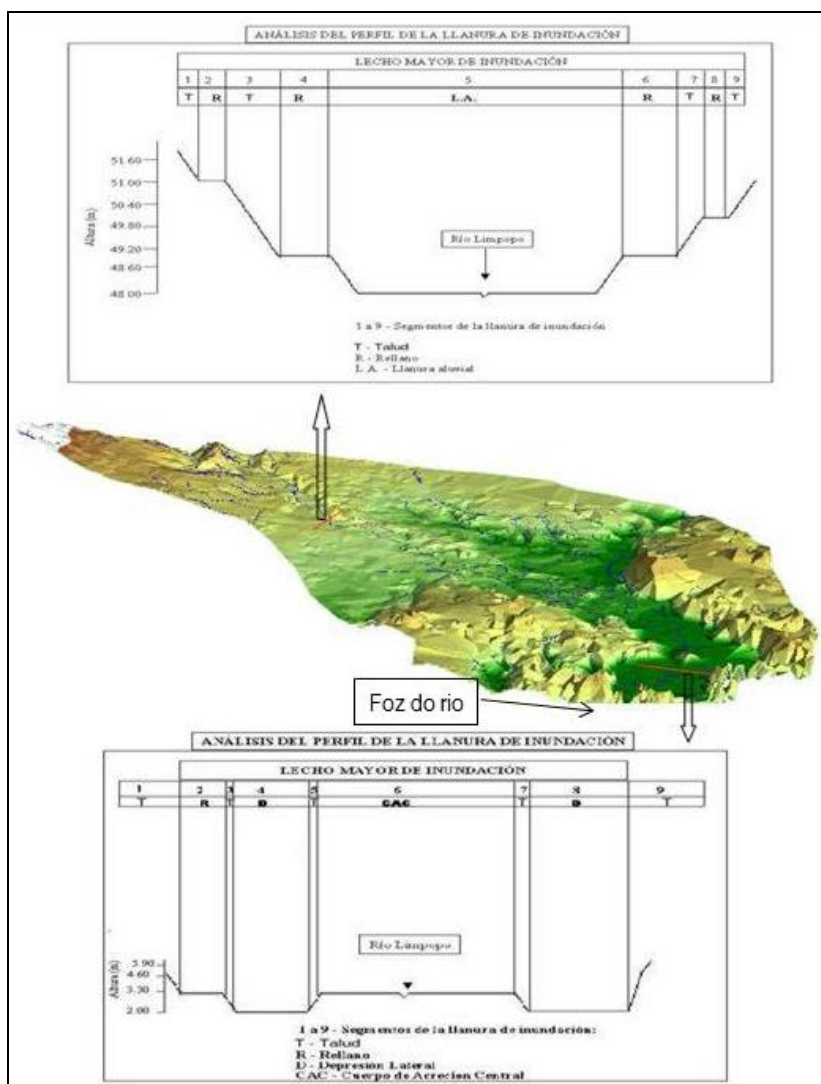 ANÁLISIS DEL PERFIL DE LA LLANURA DE INUNDACIÓN
LECHO MAYOR DE INUNDACIÓN
1 2 3 4 5 6 7 8 9
T R T R L.A. R T R T
Altura (m)
51.60
51.00
50.40
49.80
49.20
48.60
48.00
Río Limpopo
1 a 9 - Segmentos de la llanura de inundación
T - Talud
R - Rellano
L.A. - Llanura aluvial
Foz do rio
ANÁLISIS DEL PERFIL DE LA LLANURA DE INUNDACIÓN
LECHO MAYOR DE INUNDACIÓN
1 2 3 4 5 6 7 8 9
T R T D T CAC T D T
Altura (m)
5.90
4.60
3.30
2.00
Río Limpopo
1 a 9 - Segmentos de la llanura de inundación:
T - Talud
R - Rellano
D - Depresión Lateral
CAC - Cuerpo de Acrecion Central